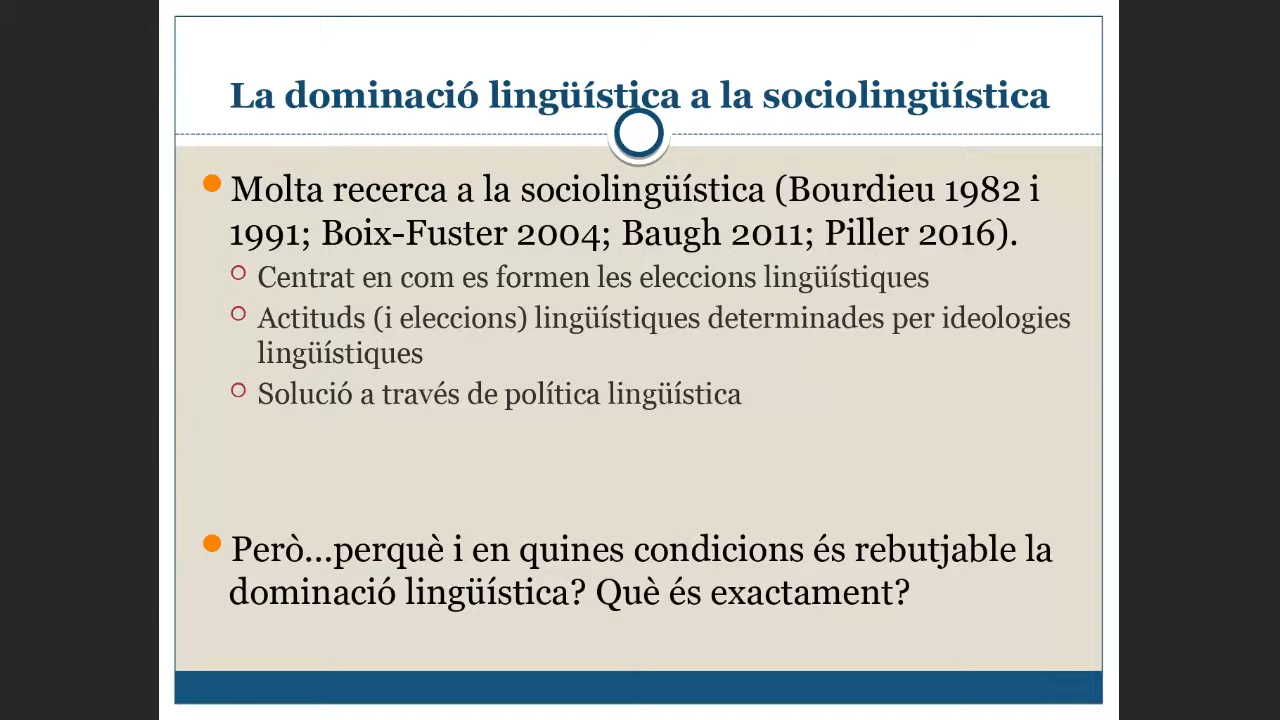 La dominació lingüística a la sociolingüística
Molta recerca a la sociolingüística (Bourdieu 1982 i
1991; Boix-Fuster 2004; Baugh 2011; Piller 2016).
Centrat en com es formen les eleccions lingüístiques
Actituds (i eleccions) lingüístiques determinades per ideologies
lingüístiques
Solució a través de política lingüística
Però...perquè i en quines condicions és rebutjable la
dominació lingüística? Què és exactament?